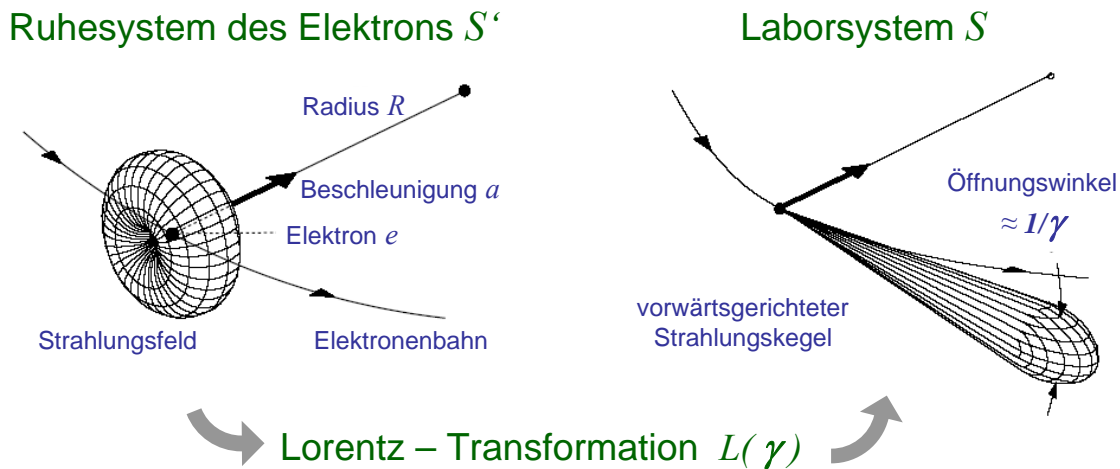 Ruhesystem des Elektrons S‘
Laborsystem S
Radius R
Beschleunigung a
Elektron e
Strahlungsfeld
Elektronenbahn
Öffnungswinkel
≈ 1/γ
vorwärtsgerichteter
Strahlungskegel
Lorentz – Transformation L(γ)